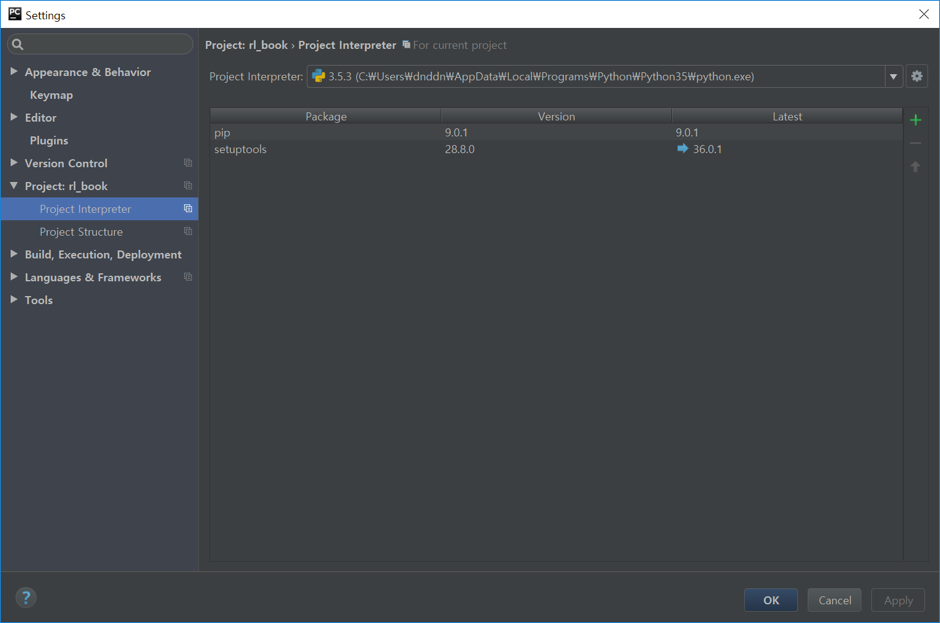 PC Settings
Project: rl_book › Project Interpreter For current project
Appearance & Behavior
Keymap
Editor
Plugins
Version Control
Project: rl_book
Project Interpreter
Project Structure
Build, Execution, Deployment
Languages & Frameworks
Tools
Project Interpreter: 3.5.3 (C:₩Users₩dnddn₩AppData₩Local₩Programs₩Python₩Python35₩python.exe)
Package Version Latest
pip 9.0.1 9.0.1
setuptools 28.8.0 36.0.1
?
OK Cancel Apply